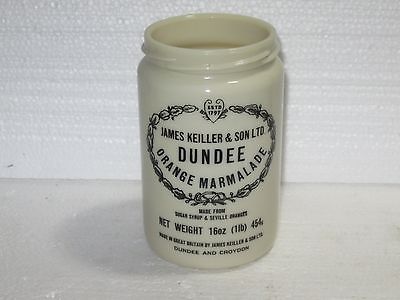 ESTD
1797
JAMES KEILLER & SON LTD.
DUNDEE
ORANGE MARMALADE
MADE FROM
SUGAR SYRUP & SEVILLE ORANGES
NET WEIGHT 16oz (1lb) 454g
MADE IN GREAT BRITAIN BY JAMES KEILLER & SON LTD.
DUNDEE AND CROYDON